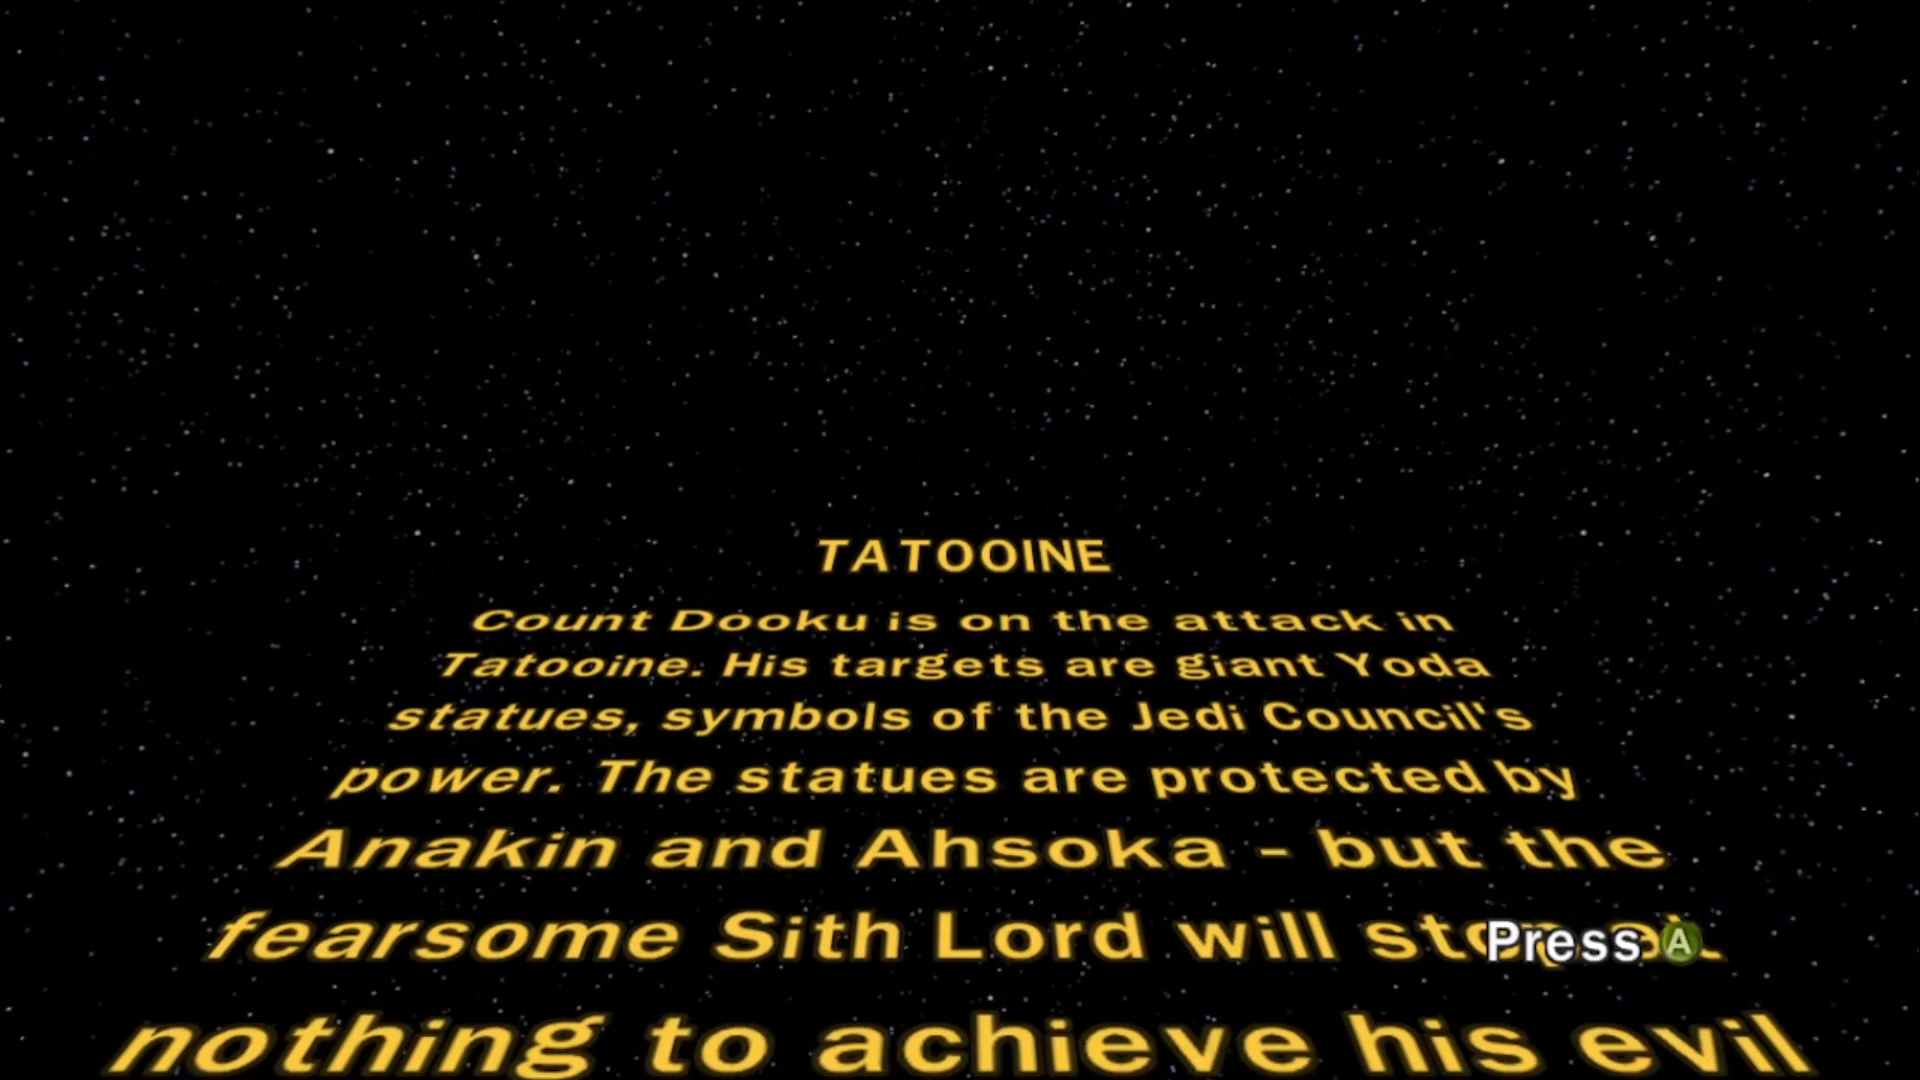 TATOOINE
Count Dooku is on the attack in
Tatooine. His targets are giant Yoda
statues, symbols of the Jedi Council's
power. The statues are protected by
Anakin and Ahsoka - but the
fearsome Sith Lord will stop at
Press A
nothing to achieve his evil